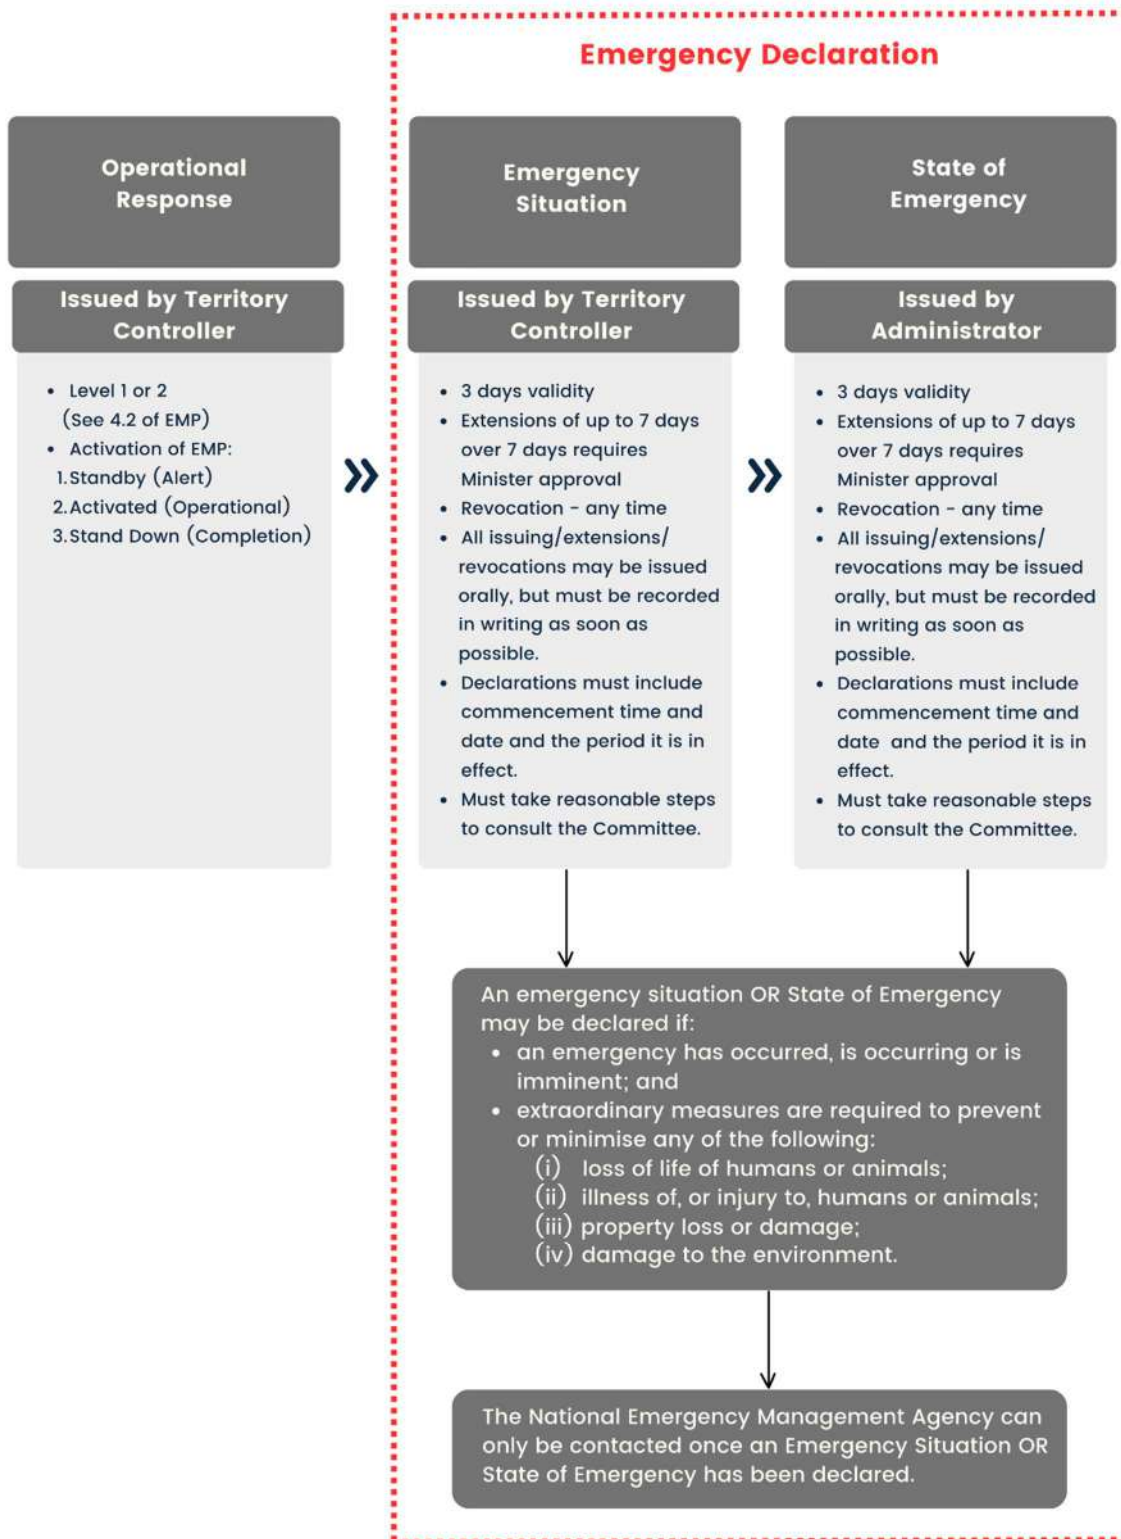 Emergency Declaration
Operational
Response
Issued by Territory
Controller
• Level 1 or 2
(See 4.2 of EMP)
• Activation of EMP:
1. Standby (Alert)
2. Activated (Operational)
3. Stand Down (Completion)
Emergency
Situation
Issued by Territory
Controller
• 3 days validity
• Extensions of up to 7 days
over 7 days requires
Minister approval
• Revocation - any time
• All issuing/extensions/
revocations may be issued
orally, but must be recorded
in writing as soon as
possible.
• Declarations must include
commencement time and
date and the period it is in
effect.
• Must take reasonable steps
to consult the Committee.
State of
Emergency
Issued by
Administrator
• 3 days validity
• Extensions of up to 7 days
over 7 days requires
Minister approval
• Revocation - any time
• All issuing/extensions/
revocations may be issued
orally, but must be recorded
in writing as soon as
possible.
• Declarations must include
commencement time and
date and the period it is in
effect.
• Must take reasonable steps
to consult the Committee.
An emergency situation OR State of Emergency
may be declared if:
• an emergency has occurred, is occurring or is
imminent; and
• extraordinary measures are required to prevent
or minimise any of the following:
(i) loss of life of humans or animals;
(ii) illness of, or injury to, humans or animals;
(iii) property loss or damage;
(iv) damage to the environment.
The National Emergency Management Agency can
only be contacted once an Emergency Situation OR
State of Emergency has been declared.